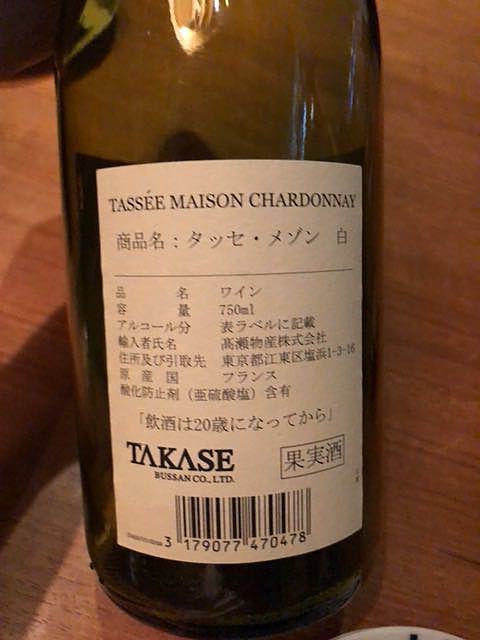 TASSÉE MAISON CHARDONNAY
商品名：タッセ・メゾン 白
品 名 ワイン
容 量 750ml
アルコール分 表ラベルに記載
輸入者氏名 髙瀬物産株式会社
住所及び引取先 東京都江東区塩浜1-3-16
原 産 国 フランス
酸化防止剤（亜硫酸塩）含有
「飲酒は20歳になってから」
TAKASE
BUSSAN CO., LTD.
果実酒
3 179077 470478